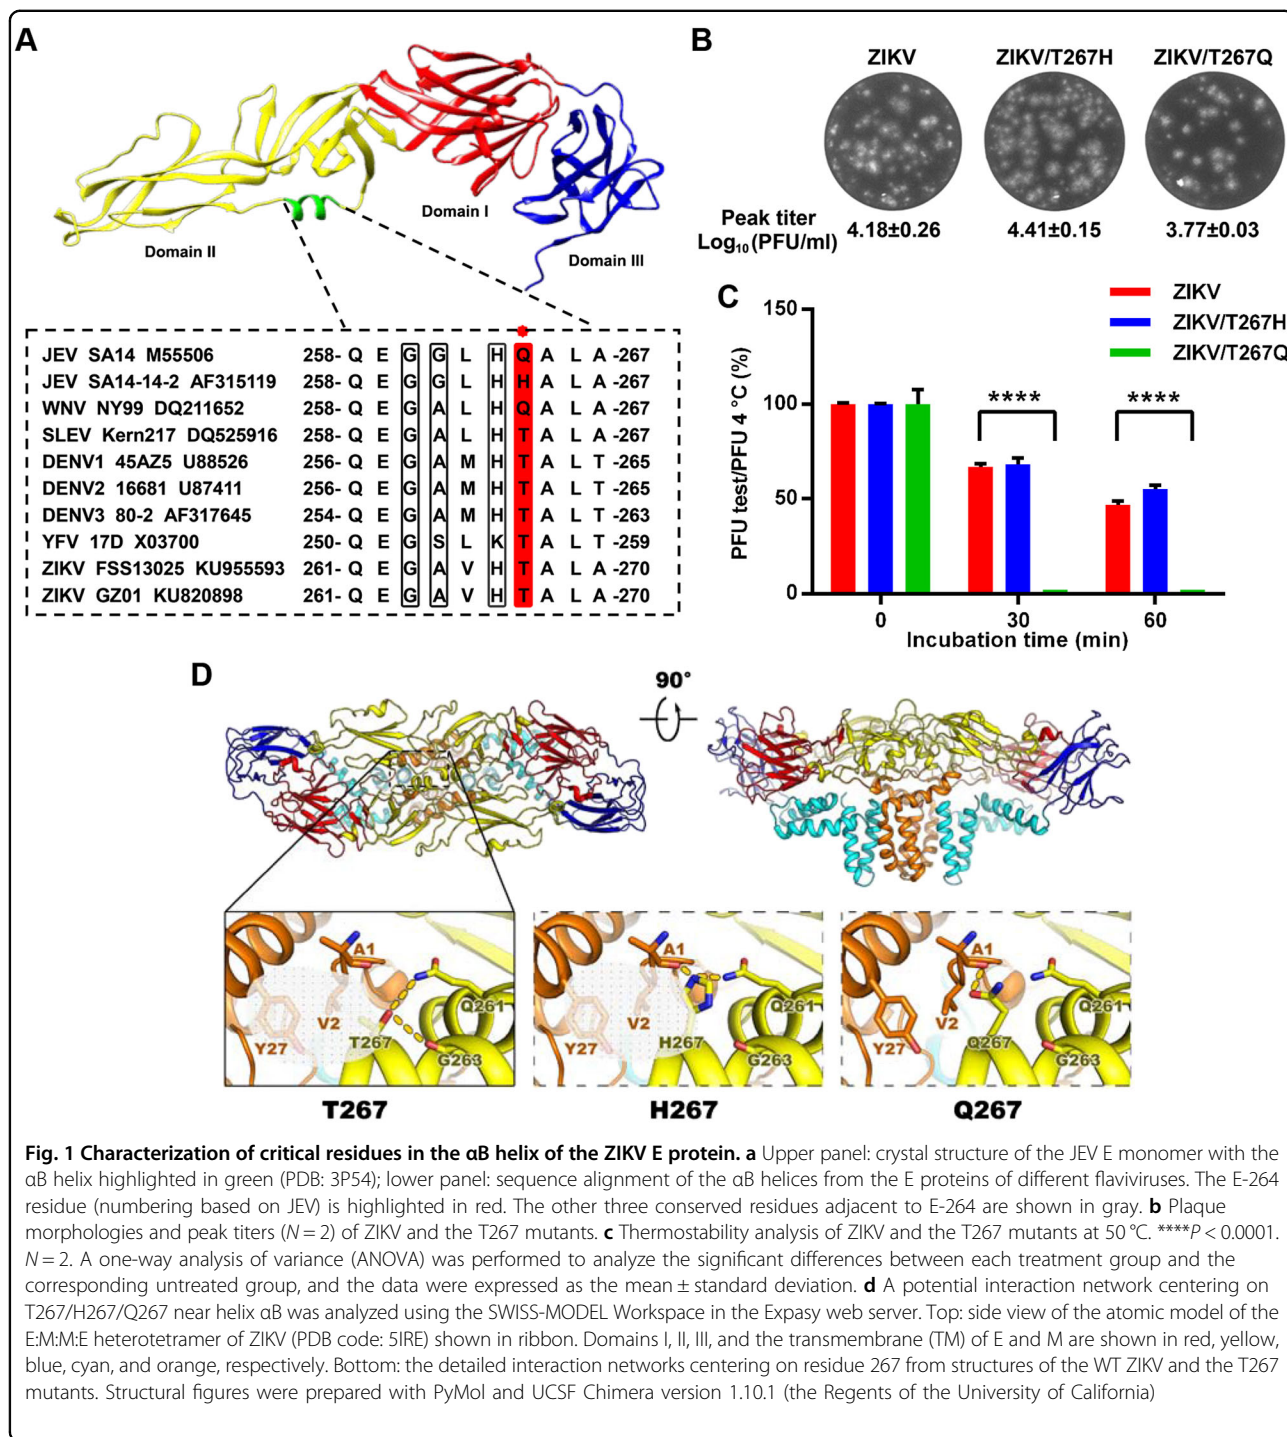 A
Domain I
Domain II
Domain III
JEV SA14 M55506 258- Q E G G L H Q A L A -267
JEV SA14-14-2 AF315119 258- Q E G G L H H A L A -267
WNV NY99 DQ211652 258- Q E G A L H Q A L A -267
SLEV Kern217 DQ525916 258- Q E G A L H T A L A -267
DENV1 45AZ5 U88526 256- Q E G A M H T A L T -265
DENV2 16681 U87411 256- Q E G A M H T A L T -265
DENV3 80-2 AF317645 254- Q E G A M H T A L T -263
YFV 17D X03700 250- Q E G S L K T A L T -259
ZIKV FSS13025 KU955593 261- Q E G A V H T A L A -270
ZIKV GZ01 KU820898 261- Q E G A V H T A L A -270
B
ZIKV ZIKV/T267H ZIKV/T267Q
Peak titer
Log₁₀(PFU/ml) 4.18±0.26 4.41±0.15 3.77±0.03
C
ZIKV
ZIKV/T267H
ZIKV/T267Q
PFU test/PFU 4 °C (%)
150
100
50
0
**** ****
0 30 60
Incubation time (min)
D
90°
A1
Q261
V2
Y27
T267
G263
T267
A1
Q261
V2
Y27
H267
G263
H267
A1
Q261
V2
Y27
Q267
G263
Q267
Fig. 1 Characterization of critical residues in the αB helix of the ZIKV E protein. a Upper panel: crystal structure of the JEV E monomer with the
αB helix highlighted in green (PDB: 3P54); lower panel: sequence alignment of the αB helices from the E proteins of different flaviviruses. The E-264
residue (numbering based on JEV) is highlighted in red. The other three conserved residues adjacent to E-264 are shown in gray. b Plaque
morphologies and peak titers (N = 2) of ZIKV and the T267 mutants. c Thermostability analysis of ZIKV and the T267 mutants at 50 °C. ****P < 0.0001.
N = 2. A one-way analysis of variance (ANOVA) was performed to analyze the significant differences between each treatment group and the
corresponding untreated group, and the data were expressed as the mean ± standard deviation. d A potential interaction network centering on
T267/H267/Q267 near helix αB was analyzed using the SWISS-MODEL Workspace in the Expasy web server. Top: side view of the atomic model of the
E:M:M:E heterotetramer of ZIKV (PDB code: 5IRE) shown in ribbon. Domains I, II, III, and the transmembrane (TM) of E and M are shown in red, yellow,
blue, cyan, and orange, respectively. Bottom: the detailed interaction networks centering on residue 267 from structures of the WT ZIKV and the T267
mutants. Structural figures were prepared with PyMol and UCSF Chimera version 1.10.1 (the Regents of the University of California)